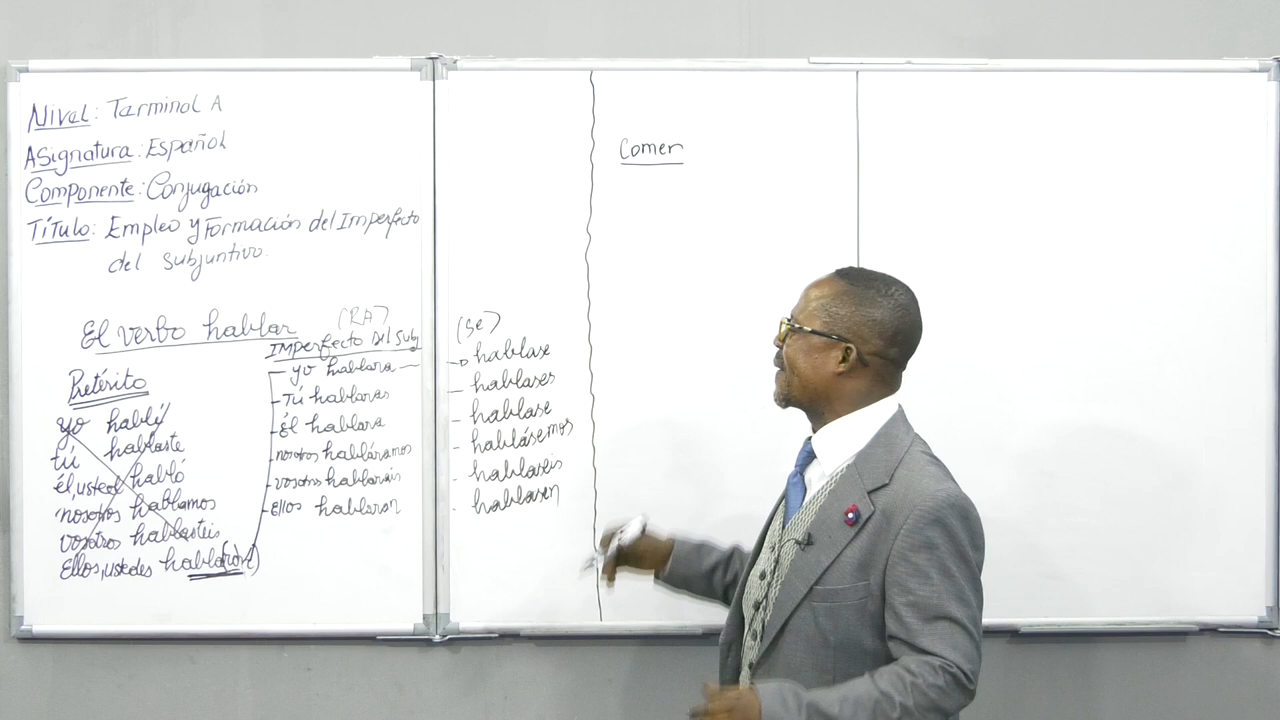 Nivel: Terminal A
Asignatura: Español
Componente: Conjugación
Título: Empleo y Formación del Imperfecto
del subjuntivo.
El verbo hablar
Pretérito
yo hablé
tú hablaste
él, usted habló
nosotros hablamos
vosotros hablasteis
Ellos, ustedes habla(ron)
(RA)
Imperfecto del Subj
yo hablara
Tú hablaras
Él hablara
nosotros habláramos
vosotros hablarais
Ellos hablaran
(se)
hablase
hablases
hablase
hablásemos
hablaseis
hablasen
Comer